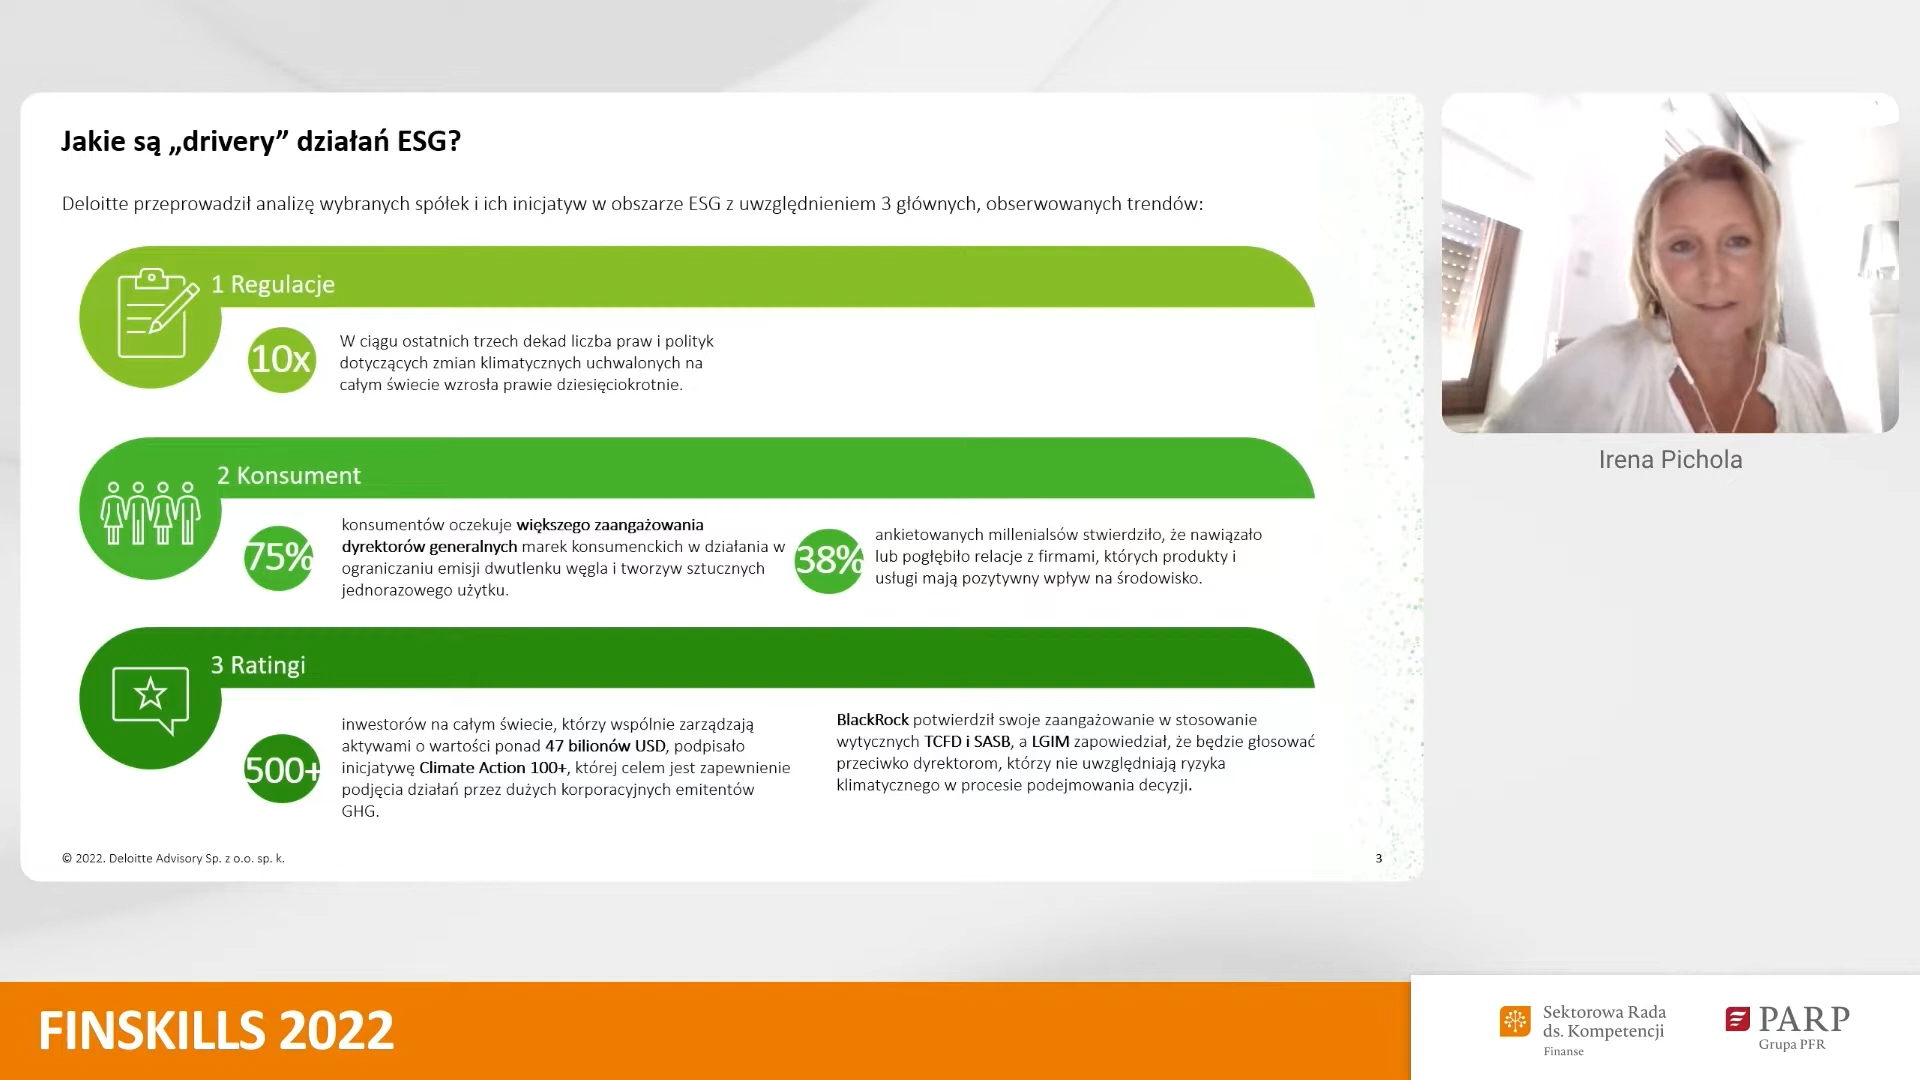 Jakie są „drivery” działań ESG?
Deloitte przeprowadził analizę wybranych spółek i ich inicjatyw w obszarze ESG z uwzględnieniem 3 głównych, obserwowanych trendów:
1 Regulacje
10x
W ciągu ostatnich trzech dekad liczba praw i polityk
dotyczących zmian klimatycznych uchwalonych na
całym świecie wzrosła prawie dziesięciokrotnie.
2 Konsument
75%
konsumentów oczekuje większego zaangażowania
dyrektorów generalnych marek konsumenckich w działania w
ograniczaniu emisji dwutlenku węgla i tworzyw sztucznych
jednorazowego użytku.
38%
ankietowanych millenialsów stwierdziło, że nawiązało
lub pogłębiło relacje z firmami, których produkty i
usługi mają pozytywny wpływ na środowisko.
3 Ratingi
500+
inwestorów na całym świecie, którzy wspólnie zarządzają
aktywami o wartości ponad 47 bilionów USD, podpisało
inicjatywę Climate Action 100+, której celem jest zapewnienie
podjęcia działań przez dużych korporacyjnych emitentów
GHG.
BlackRock potwierdził swoje zaangażowanie w stosowanie
wytycznych TCFD i SASB, a LGIM zapowiedział, że będzie głosować
przeciwko dyrektorom, którzy nie uwzględniają ryzyka
klimatycznego w procesie podejmowania decyzji.
© 2022. Deloitte Advisory Sp. z o.o. sp. k.
3
Irena Pichola
FINSKILLS 2022
Sektorowa Rada
ds. Kompetencji
Finanse
PARP
Grupa PFR